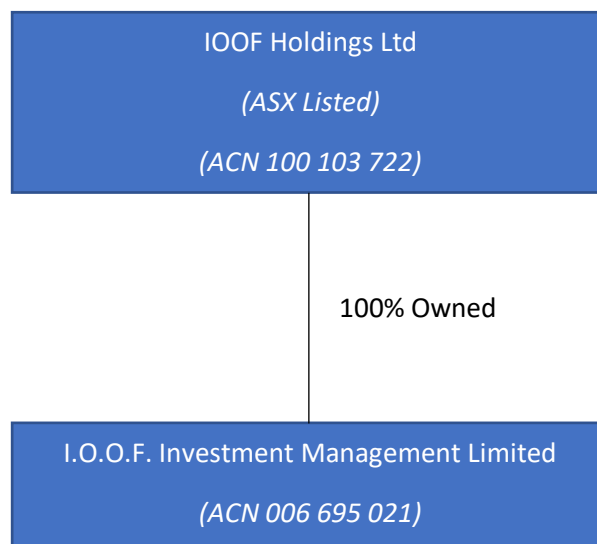 IOOF Holdings Ltd
(ASX Listed)
(ACN 100 103 722)
100% Owned
I.O.O.F. Investment Management Limited
(ACN 006 695 021)